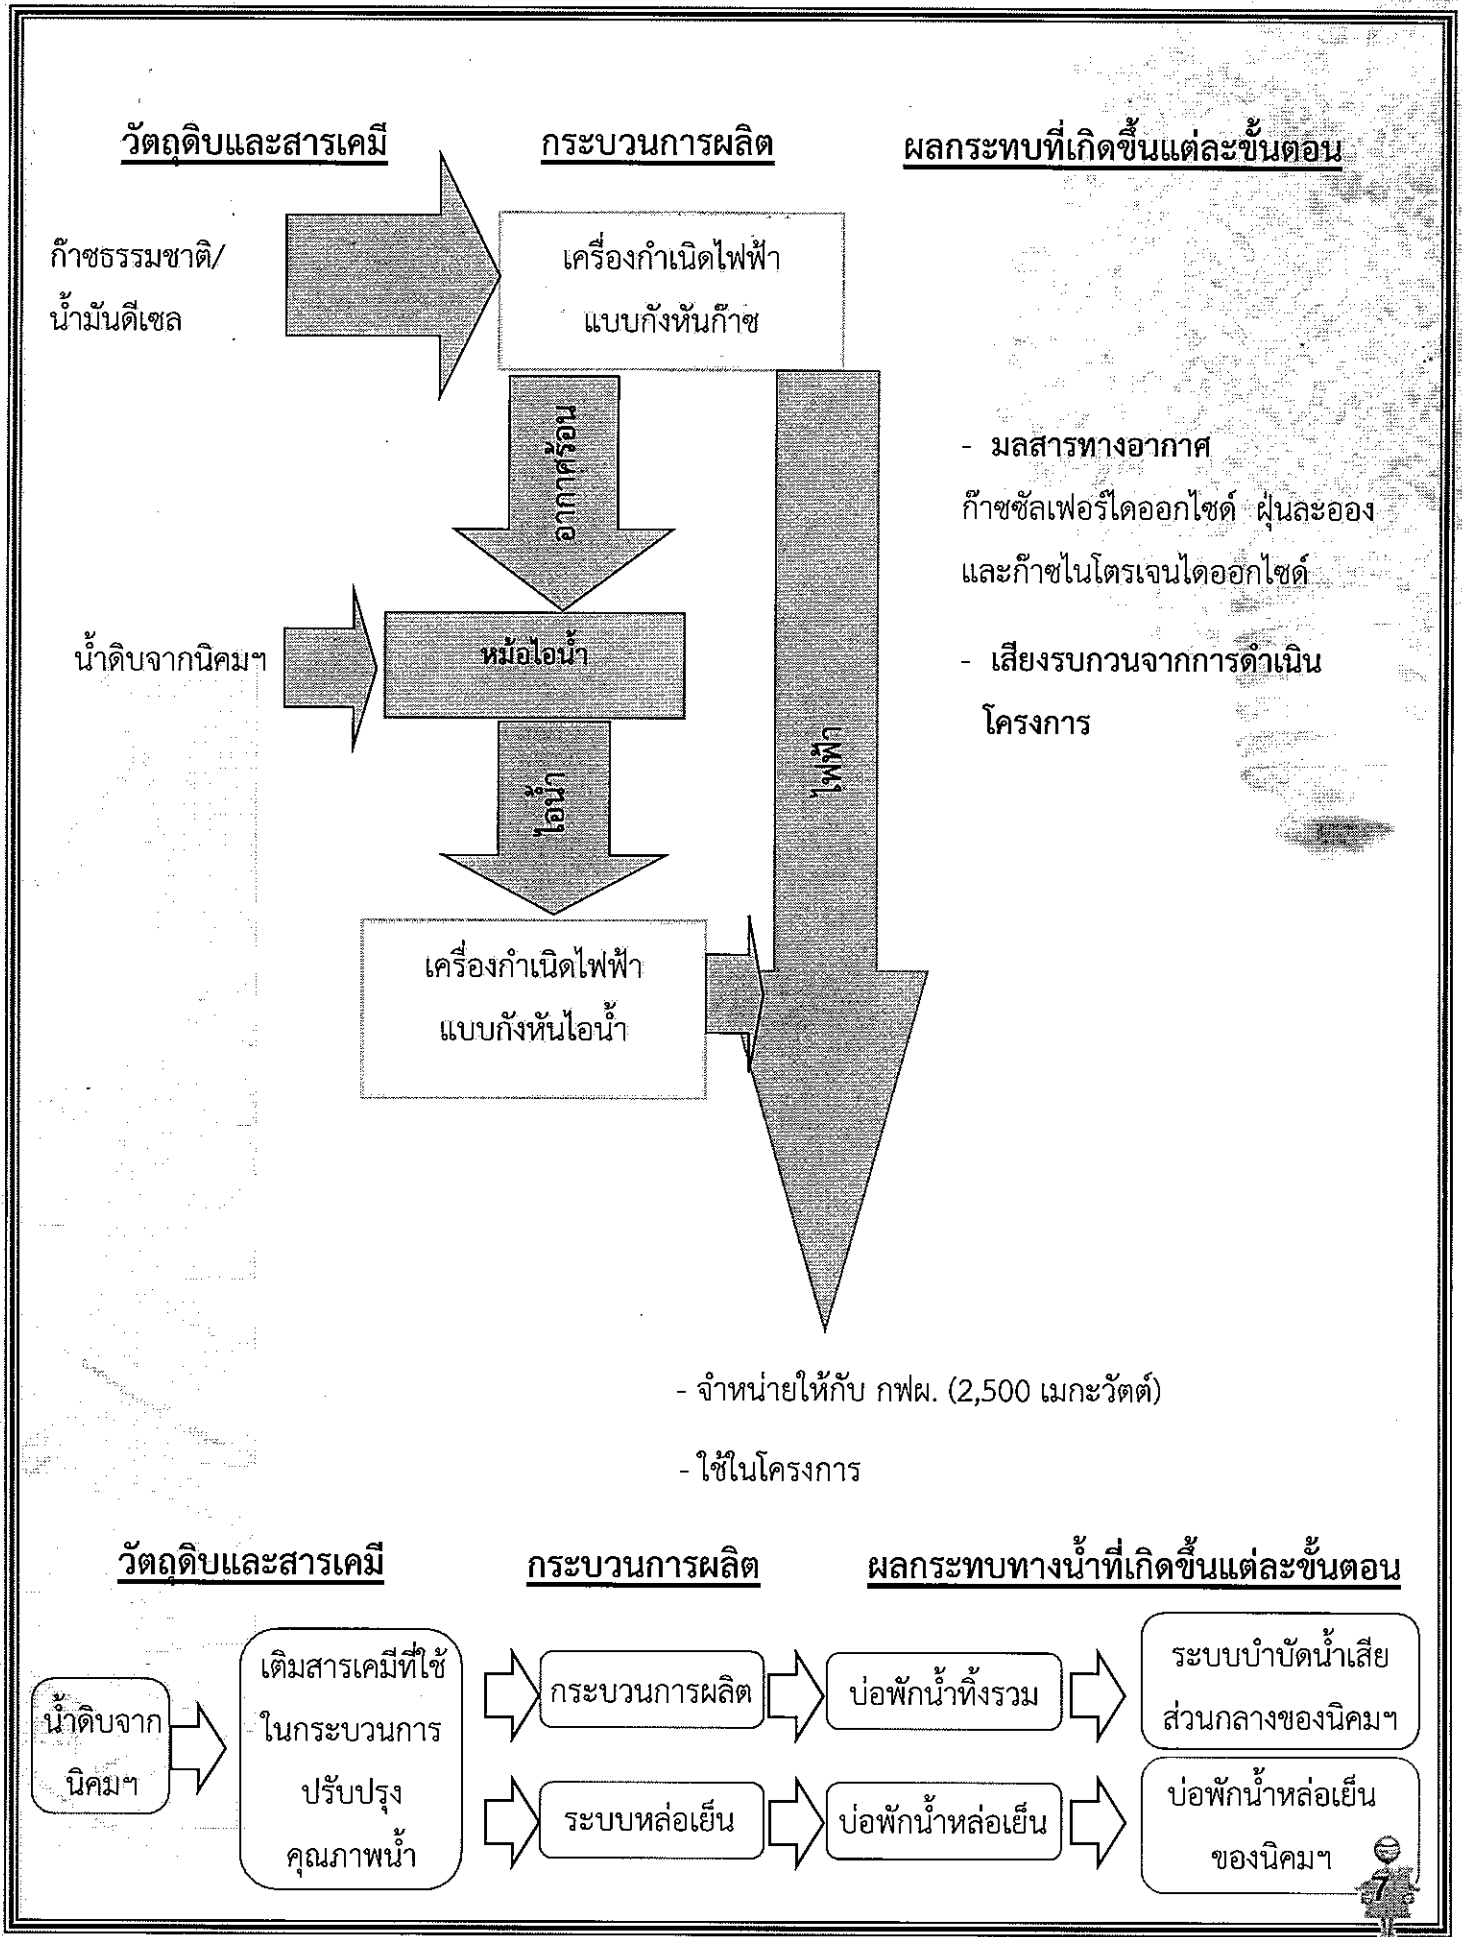 วัตถุดิบและสารเคมี
กระบวนการผลิต
ผลกระทบที่เกิดขึ้นแต่ละขั้นตอน
ก๊าซธรรมชาติ/
น้ำมันดีเซล
เครื่องกำเนิดไฟฟ้า
แบบกังหันก๊าซ
อากาศร้อน
- มลสารทางอากาศ
ก๊าซซัลเฟอร์ไดออกไซด์ ฝุ่นละออง
และก๊าซไนโตรเจนไดออกไซด์
น้ำดิบจากนิคมฯ
หม้อไอน้ำ
- เสียงรบกวนจากการดำเนิน
โครงการ
ไฟฟ้า
ไอน้ำ
เครื่องกำเนิดไฟฟ้า
แบบกังหันไอน้ำ
- จำหน่ายให้กับ กฟผ. (2,500 เมกะวัตต์)
- ใช้ในโครงการ
วัตถุดิบและสารเคมี
กระบวนการผลิต
ผลกระทบทางน้ำที่เกิดขึ้นแต่ละขั้นตอน
น้ำดิบจาก
นิคมฯ
เติมสารเคมีที่ใช้
ในกระบวนการ
ปรับปรุง
คุณภาพน้ำ
กระบวนการผลิต
บ่อพักน้ำทิ้งรวม
ระบบบำบัดน้ำเสีย
ส่วนกลางของนิคมฯ
ระบบหล่อเย็น
บ่อพักน้ำหล่อเย็น
บ่อพักน้ำหล่อเย็น
ของนิคมฯ
7